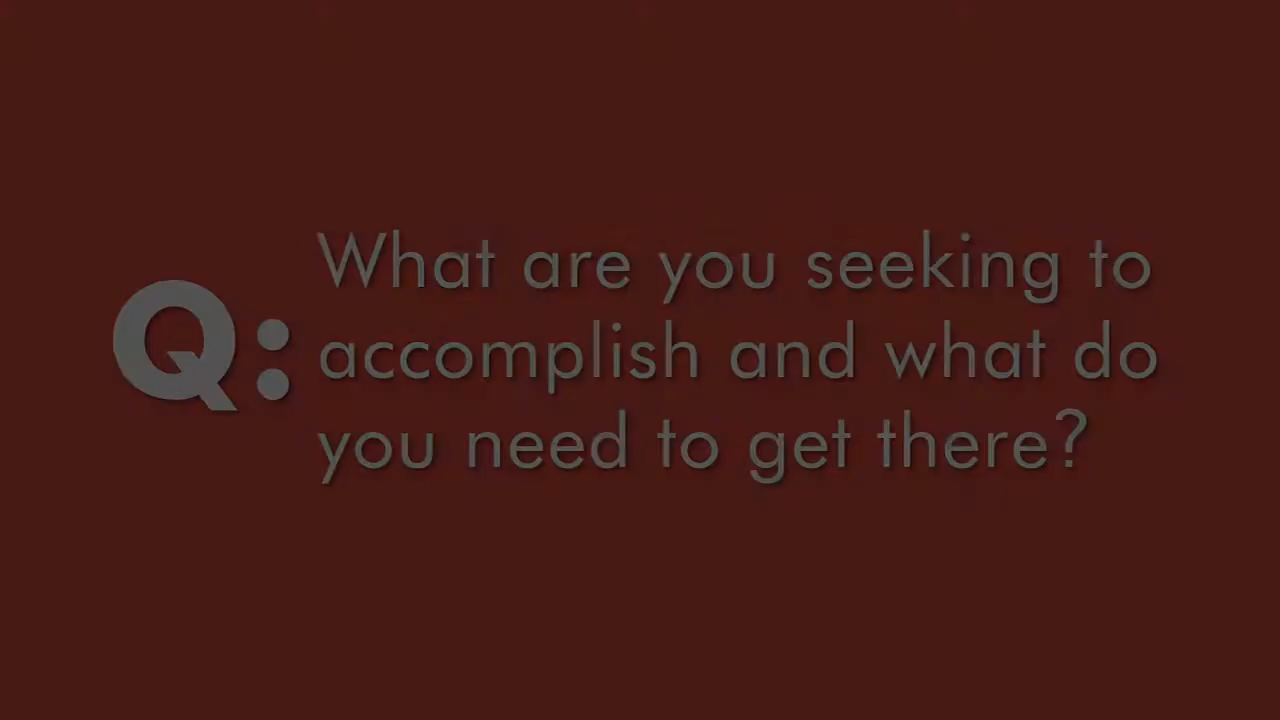 Q: What are you seeking to
accomplish and what do
you need to get there?